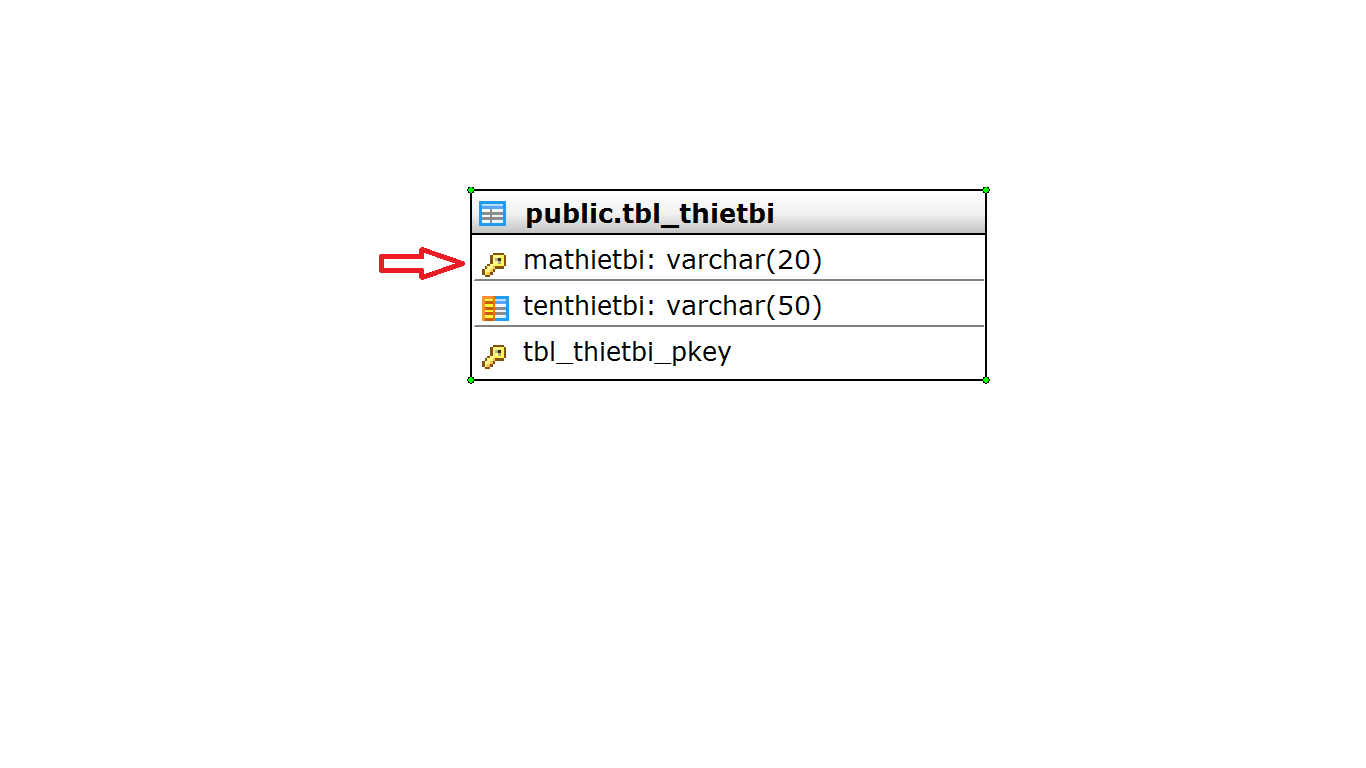 public.tbl_thietbi
mathietbi: varchar(20)
tenthietbi: varchar(50)
tbl_thietbi_pkey